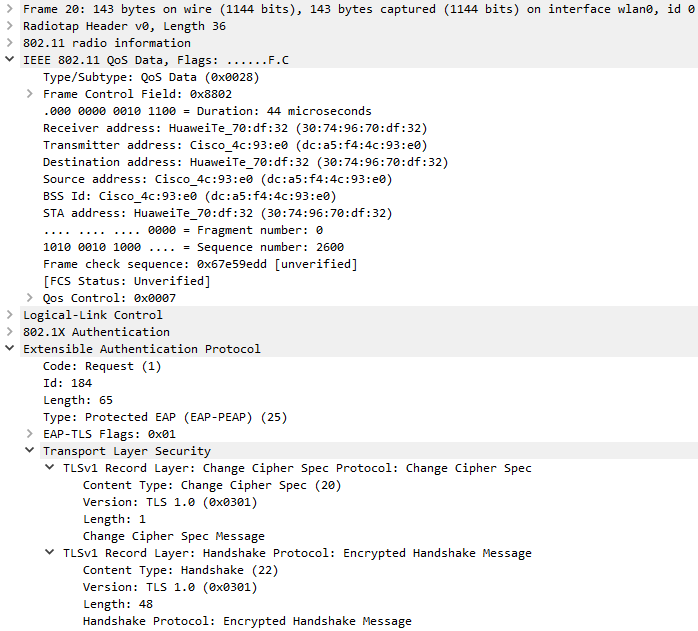 Frame 20: 143 bytes on wire (1144 bits), 143 bytes captured (1144 bits) on interface wlan0, id 0
Radiotap Header v0, Length 36
802.11 radio information
IEEE 802.11 QoS Data, Flags: ......F.C
Type/Subtype: QoS Data (0x0028)
Frame Control Field: 0x8802
.000 0000 0010 1100 = Duration: 44 microseconds
Receiver address: HuaweiTe_70:df:32 (30:74:96:70:df:32)
Transmitter address: Cisco_4c:93:e0 (dc:a5:f4:4c:93:e0)
Destination address: HuaweiTe_70:df:32 (30:74:96:70:df:32)
Source address: Cisco_4c:93:e0 (dc:a5:f4:4c:93:e0)
BSS Id: Cisco_4c:93:e0 (dc:a5:f4:4c:93:e0)
STA address: HuaweiTe_70:df:32 (30:74:96:70:df:32)
.... .... .... 0000 = Fragment number: 0
1010 0010 1000 .... = Sequence number: 2600
Frame check sequence: 0x67e59edd [unverified]
[FCS Status: Unverified]
Qos Control: 0x0007
Logical-Link Control
802.1X Authentication
Extensible Authentication Protocol
Code: Request (1)
Id: 184
Length: 65
Type: Protected EAP (EAP-PEAP) (25)
EAP-TLS Flags: 0x01
Transport Layer Security
TLSv1 Record Layer: Change Cipher Spec Protocol: Change Cipher Spec
Content Type: Change Cipher Spec (20)
Version: TLS 1.0 (0x0301)
Length: 1
Change Cipher Spec Message
TLSv1 Record Layer: Handshake Protocol: Encrypted Handshake Message
Content Type: Handshake (22)
Version: TLS 1.0 (0x0301)
Length: 48
Handshake Protocol: Encrypted Handshake Message